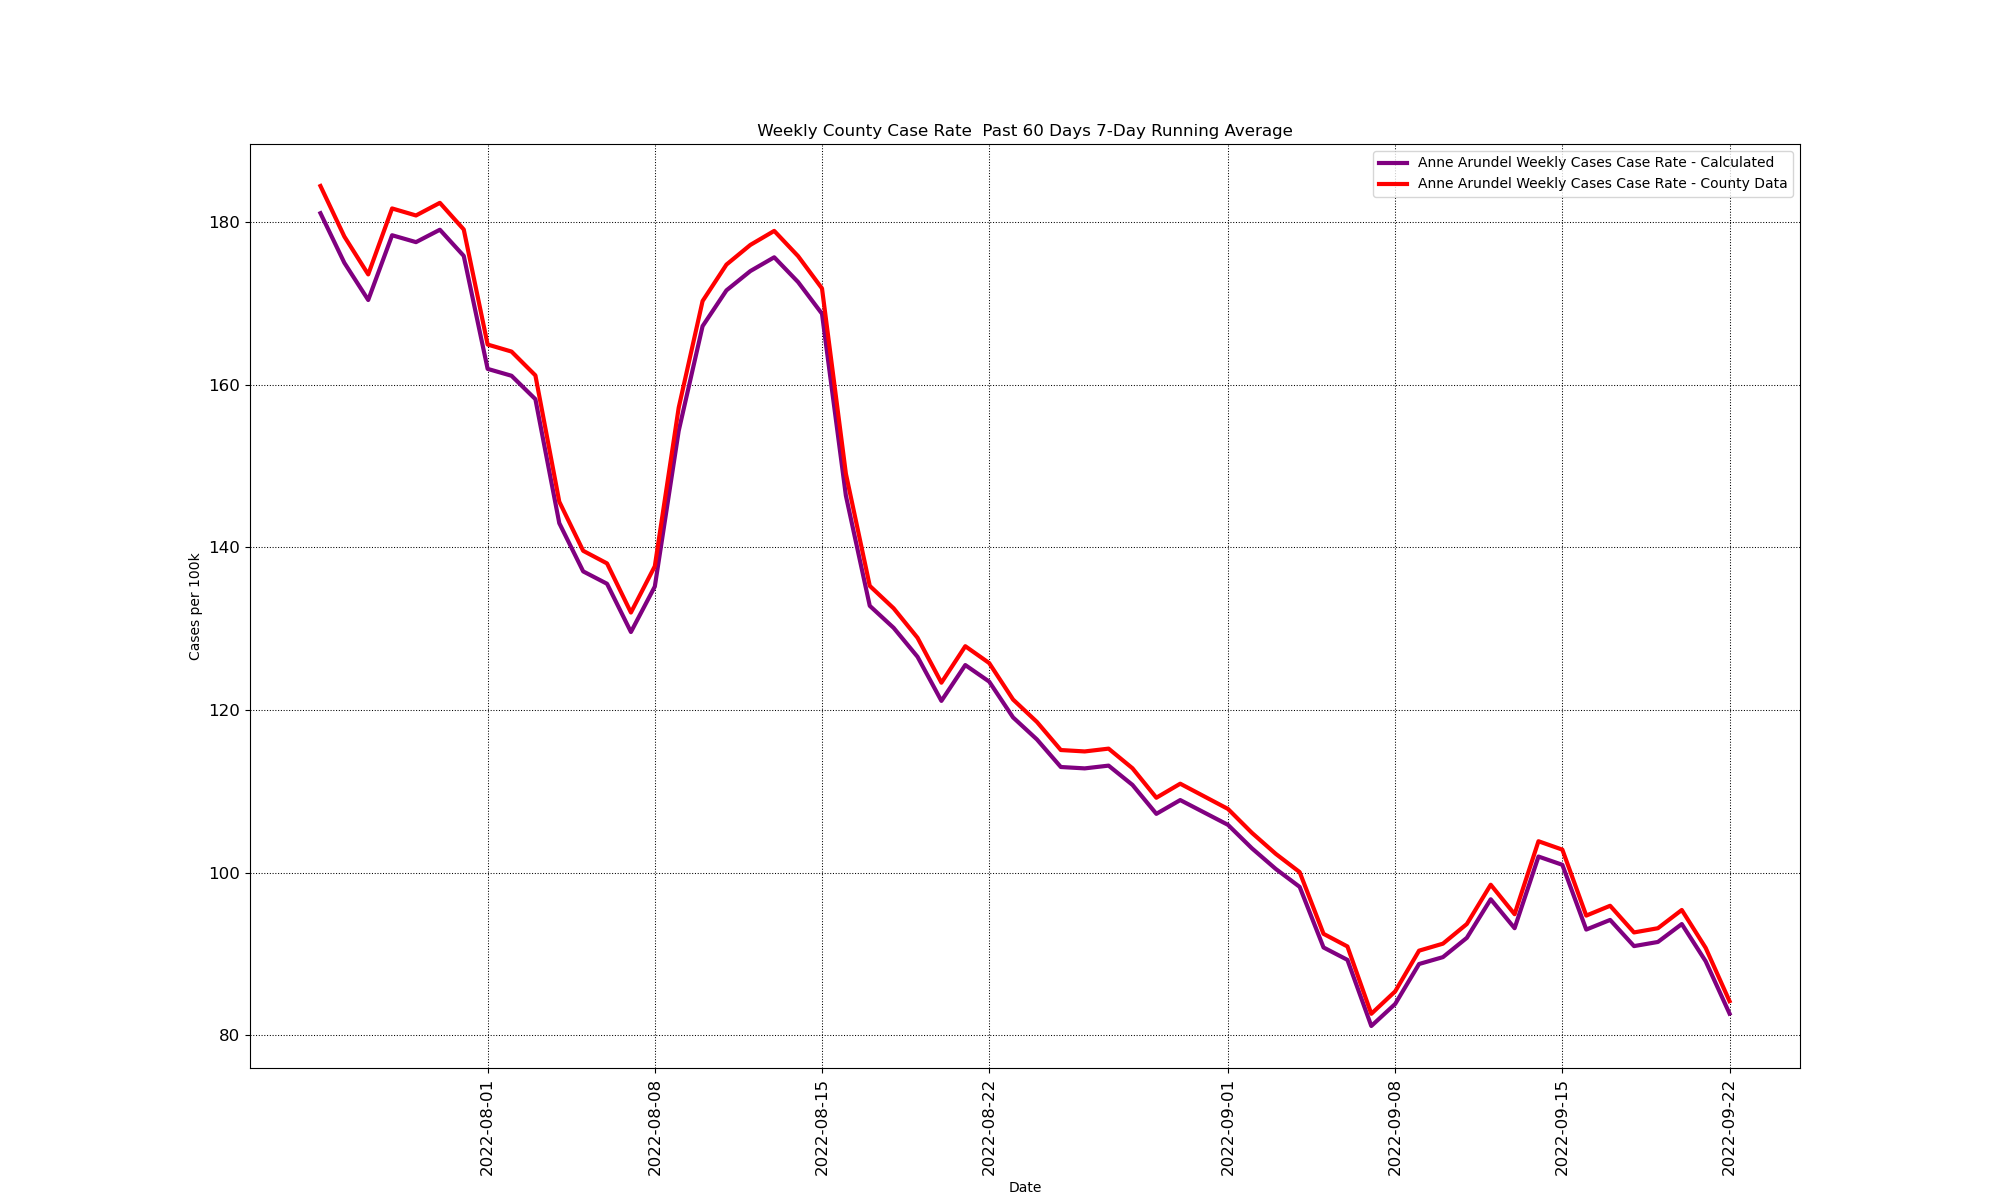 Weekly County Case Rate  Past 60 Days 7-Day Running Average
Anne Arundel Weekly Cases Case Rate - Calculated
Anne Arundel Weekly Cases Case Rate - County Data
180
160
140
120
100
80
Cases per 100k
2022-08-01
2022-08-08
2022-08-15
2022-08-22
2022-09-01
2022-09-08
2022-09-15
2022-09-22
Date